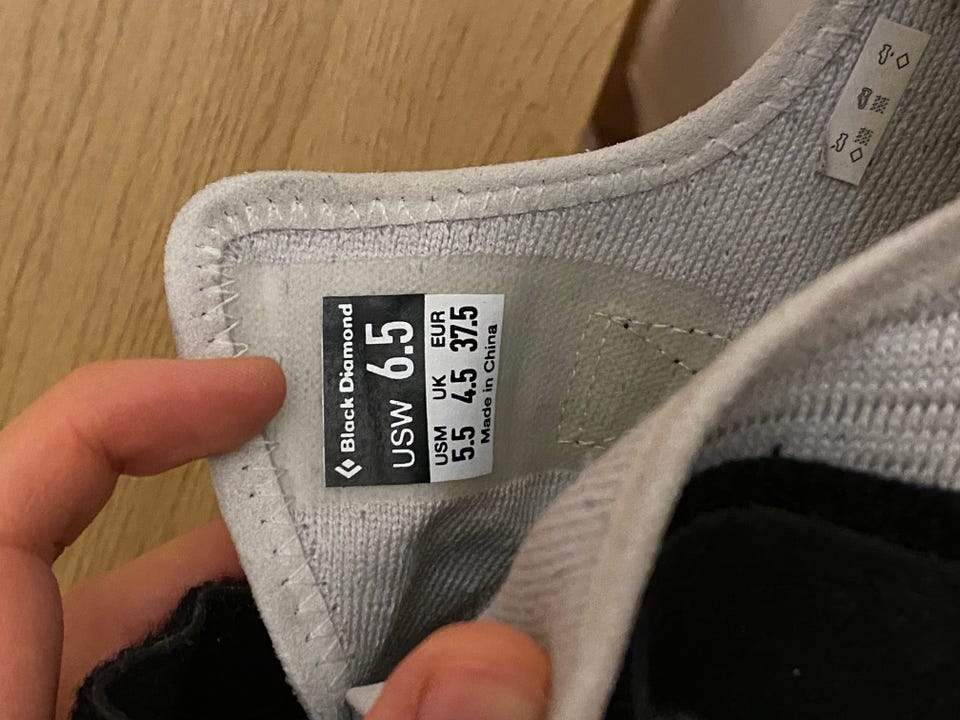 Black Diamond
USW 6.5
USM UK EUR
5.5 4.5 37.5
Made in China